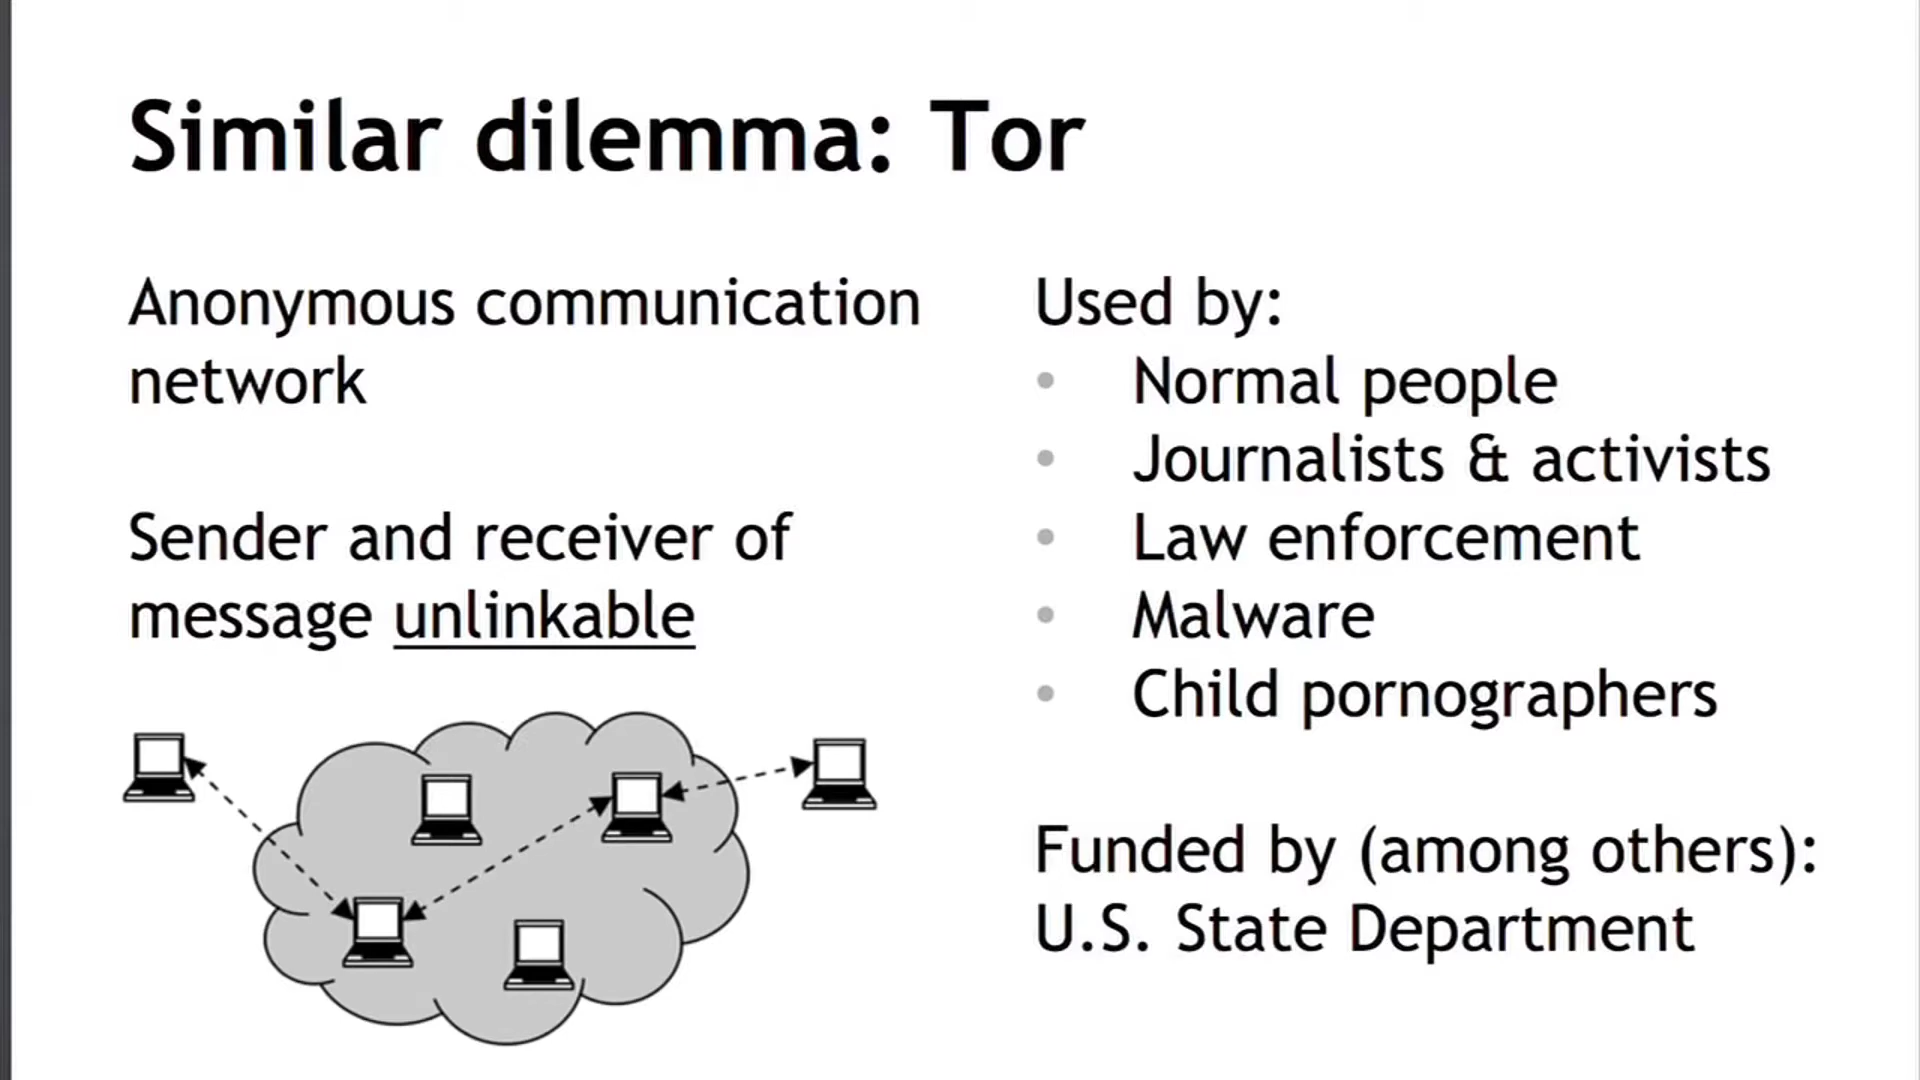 Similar dilemma: Tor
Anonymous communication
network
Sender and receiver of
message unlinkable
Used by:
• Normal people
• Journalists & activists
• Law enforcement
• Malware
• Child pornographers
Funded by (among others):
U.S. State Department